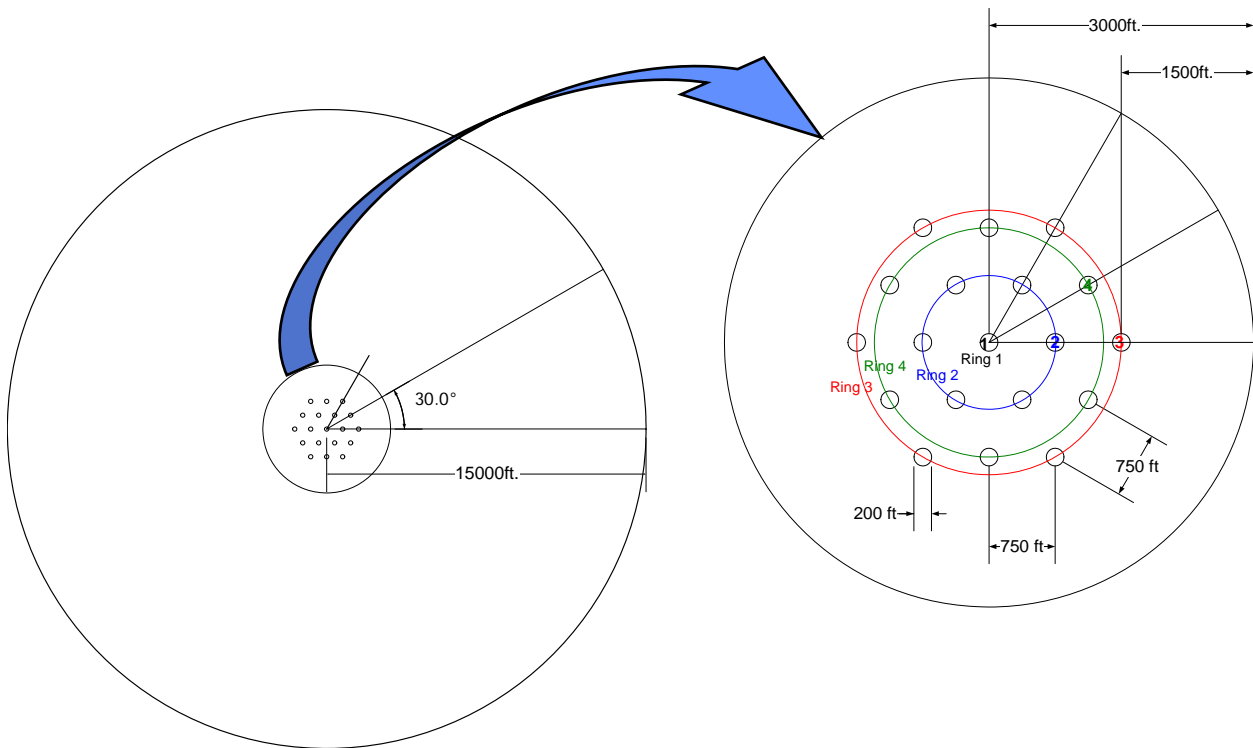 3000ft.
1500ft.
4
1
2
3
Ring 1
Ring 4
Ring 2
Ring 3
30.0°
15000ft.
750 ft
200 ft
750 ft